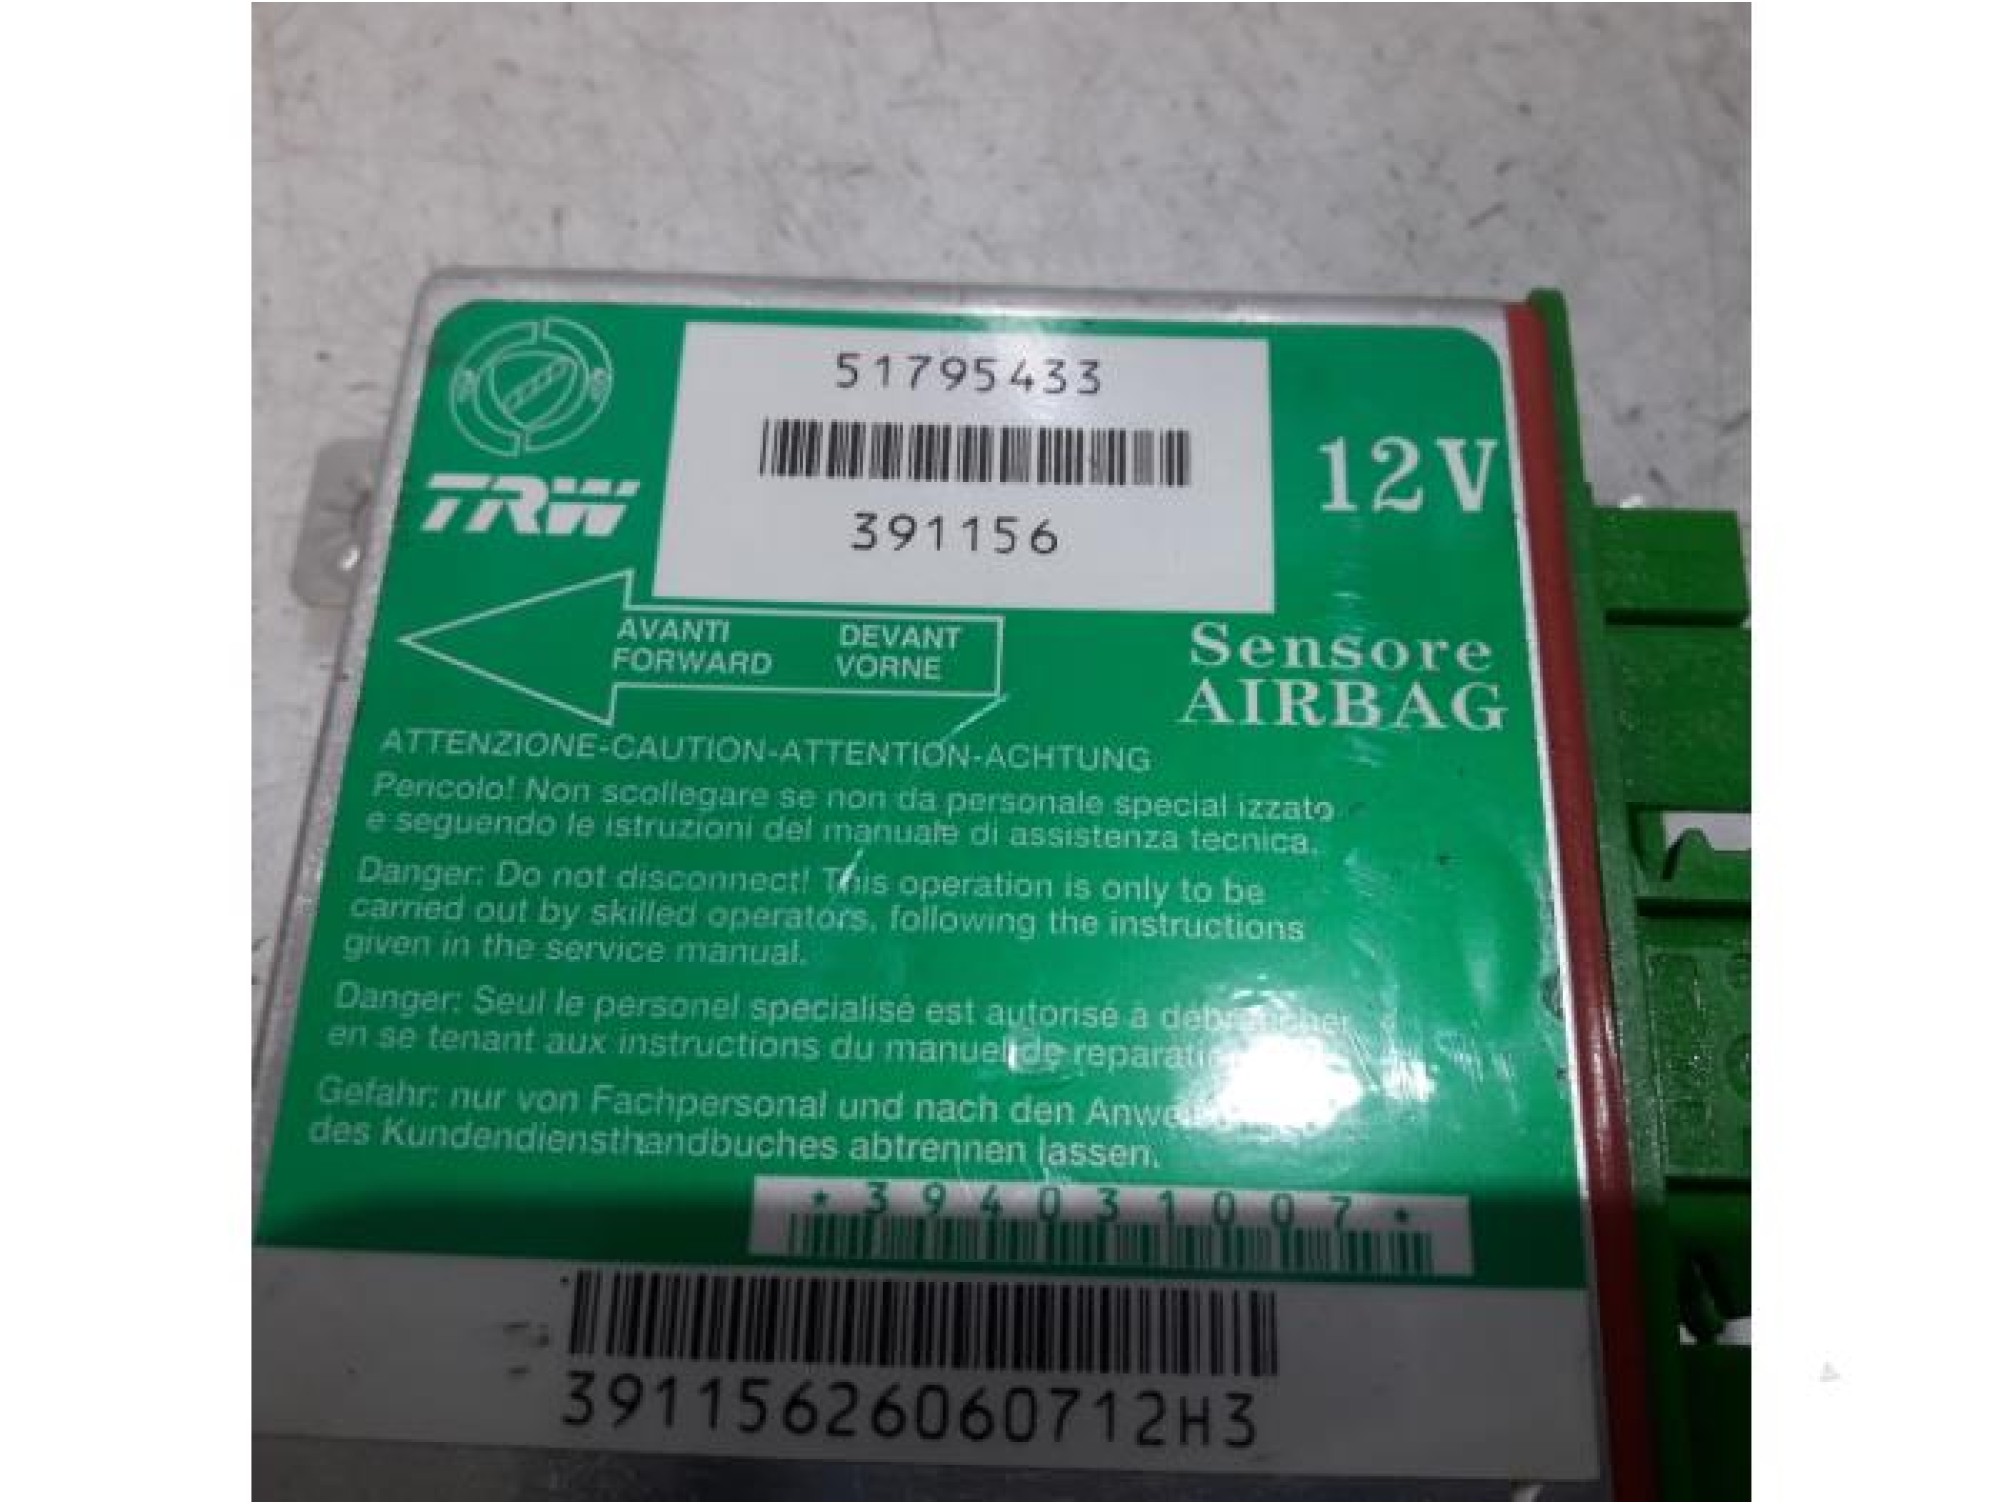 51795433
391156
TRW
12V
AVANTI DEVANT
FORWARD VORNE
Sensore
AIRBAG
ATTENZIONE-CAUTION-ATTENTION-ACHTUNG
Pericolo! Non scollegare se non da personale special izzato
e seguendo le istruzioni del manuale di assistenza tecnica.
Danger: Do not disconnect! This operation is only to be
carried out by skilled operators, following the instructions
given in the service manual.
Danger: Seul le personel spécialisé est autorisé à
en se tenant aux instructions du manuel de
Gefahr: nur von Fachpersonal und nach den
des Kundendiensthandbuches abtrennen lassen.
*394031007*
39115626060712H3